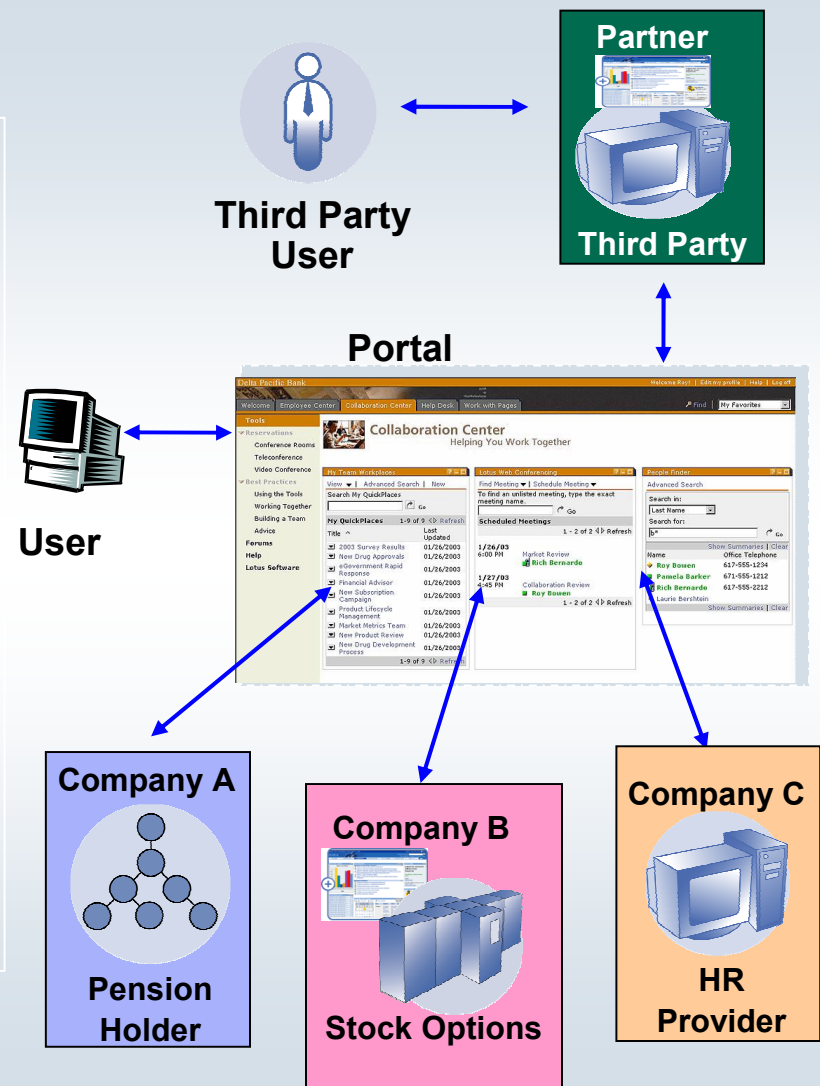 Partner
Third Party
User
Third Party
Portal
User
Delta Pacific Bank
Welcome Ray! | Edit my profile | Help | Log off
Welcome Employee Center Collaboration Center Help Desk Work with Pages
Find My Favorites
Tools
Reservations
Conference Rooms
Teleconference
Video Conference
Best Practices
Using the Tools
Working Together
Building a Team
Advice
Forums
Help
Lotus Software
Collaboration Center
Helping You Work Together
My Team Workplaces
View | Advanced Search | New
Search My QuickPlaces
Go
My QuickPlaces 1-9 of 9 Refresh
Title Last Updated
2003 Survey Results 01/26/2003
New Drug Approvals 01/26/2003
eGovernment Rapid Response 01/26/2003
Financial Advisor 01/26/2003
New Subscription Campaign 01/26/2003
Product Lifecycle Management 01/26/2003
Market Metrics Team 01/26/2003
New Product Review 01/26/2003
New Drug Development Process 01/26/2003
1-9 of 9 Refresh
Lotus Web Conferencing
Find Meeting | Schedule Meeting
To find an unlisted meeting, type the exact
meeting name.
Go
Scheduled Meetings
1 - 2 of 2 Refresh
1/26/03
6:00 PM Market Review
Rich Bernardo
1/27/03
4:45 PM Collaboration Review
Roy Bowen
1 - 2 of 2 Refresh
People Finder
Advanced Search
Search in:
Last Name
Search for:
b*
Go
Show Summaries | Clear
Name Office Telephone
Roy Bowen 617-555-1234
Pamela Barker 617-555-1212
Rich Bernardo 617-555-2212
Laurie Bershtein
Show Summaries | Clear
Company A
Pension
Holder
Company B
Stock Options
Company C
HR
Provider